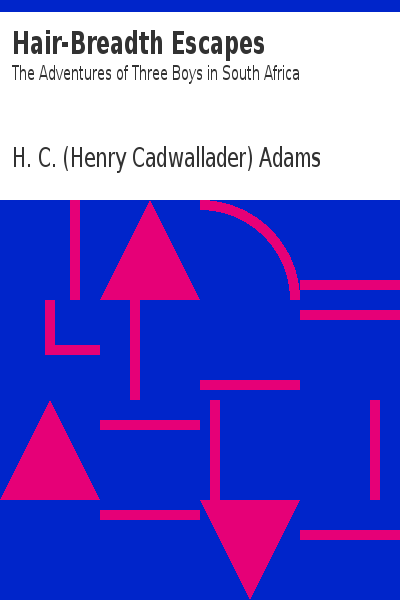 Hair-Breadth Escapes
The Adventures of Three Boys in South Africa
H. C. (Henry Cadwallader) Adams